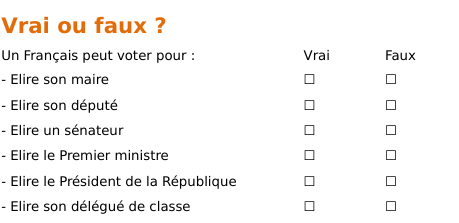 Vrai ou faux ?
Un Français peut voter pour : Vrai Faux
- Elire son maire ☐ ☐
- Elire son député ☐ ☐
- Elire un sénateur ☐ ☐
- Elire le Premier ministre ☐ ☐
- Elire le Président de la République ☐ ☐
- Elire son délégué de classe ☐ ☐